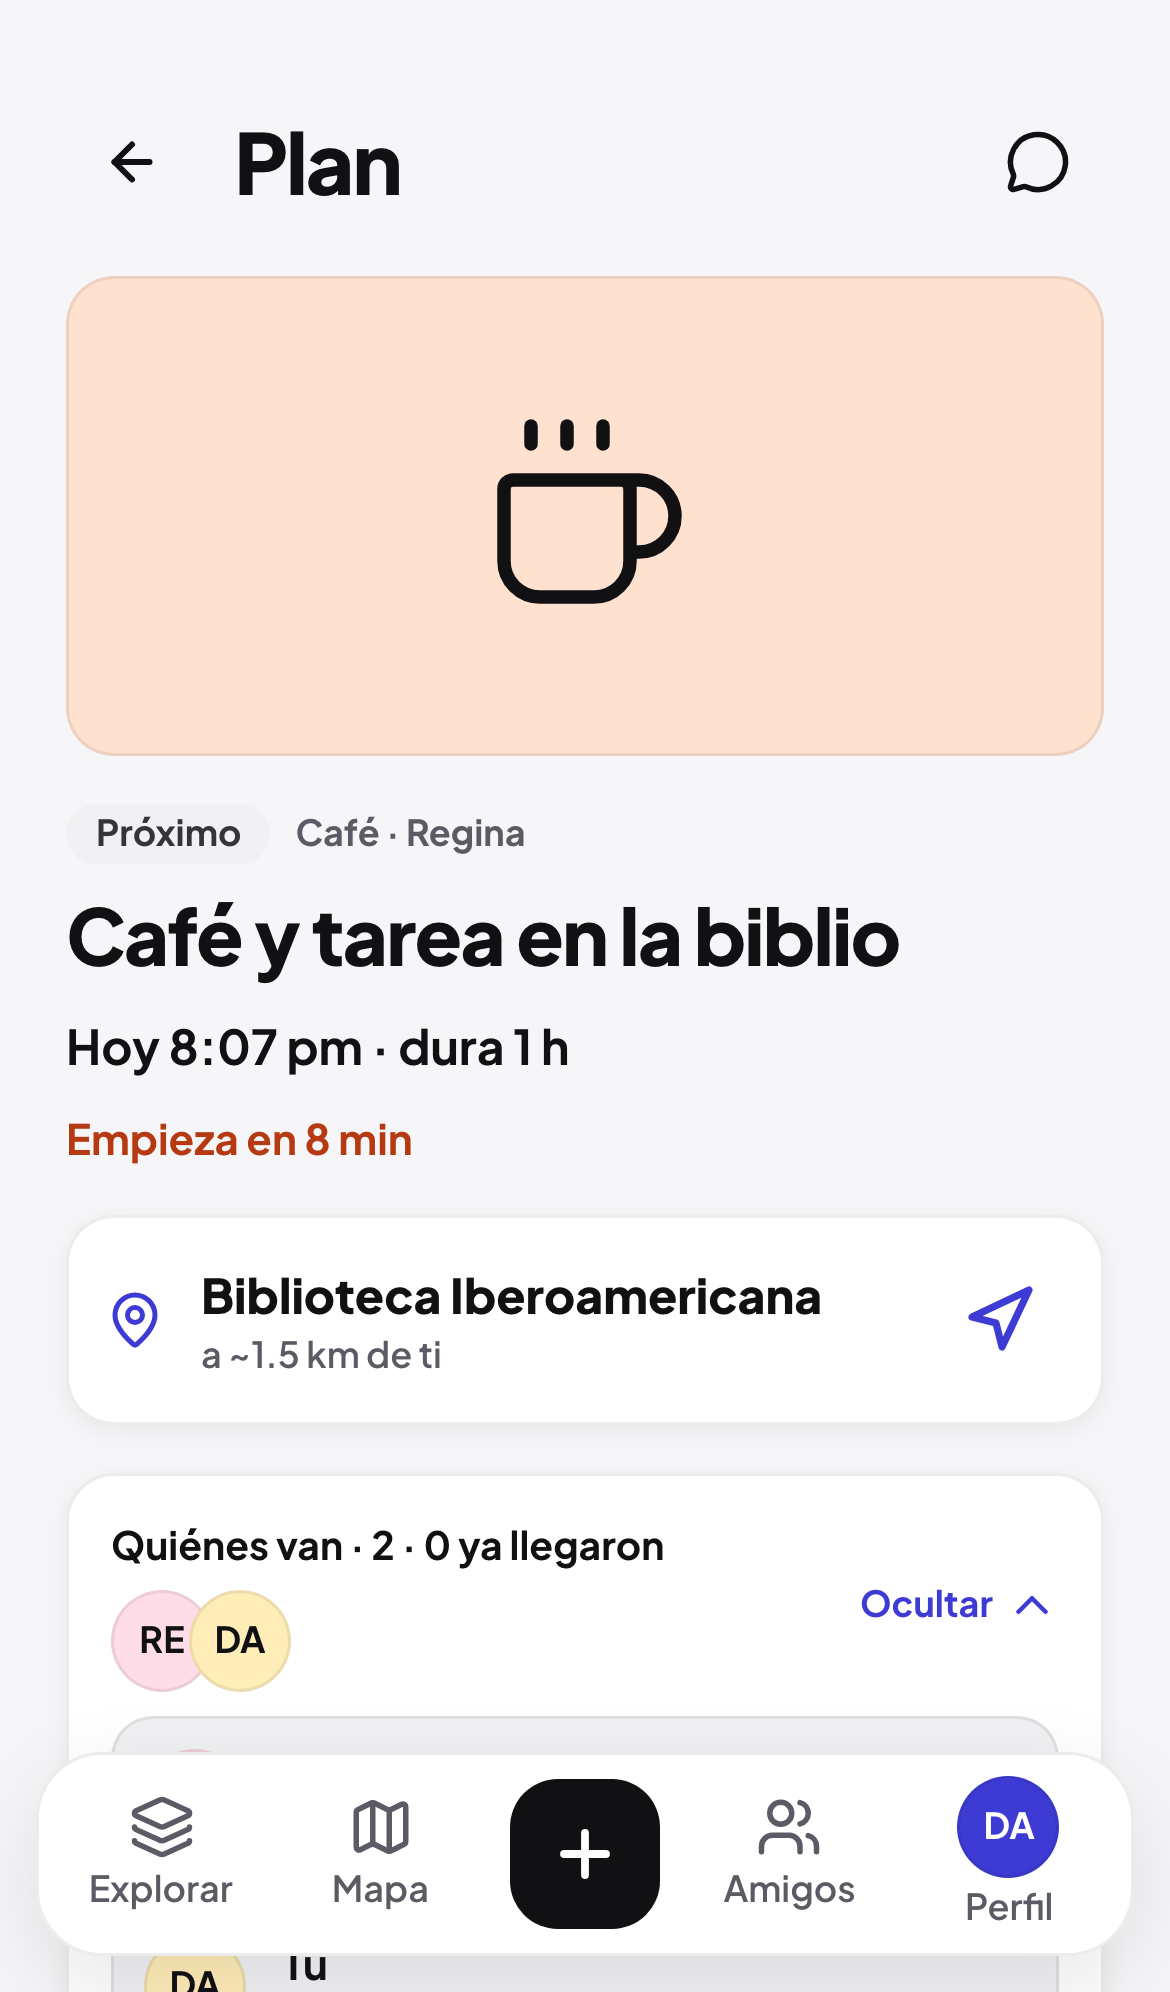 Plan
Próximo
Café · Regina
Café y tarea en la biblio
Hoy 8:07 pm · dura 1 h
Empieza en 8 min
Biblioteca Iberoamericana
a ~1.5 km de ti
Quiénes van · 2 · 0 ya llegaron
RE
DA
Ocultar
Explorar
Mapa
Amigos
DA
Perfil
DA
Tu